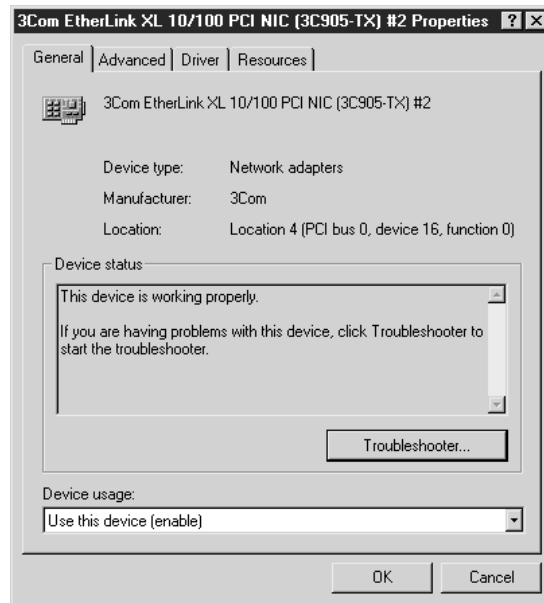 3Com EtherLink XL 10/100 PCI NIC (3C905-TX) #2 Properties
General Advanced Driver Resources
3Com EtherLink XL 10/100 PCI NIC (3C905-TX) #2
Device type: Network adapters
Manufacturer: 3Com
Location: Location 4 (PCI bus 0, device 16, function 0)
Device status
This device is working properly.
If you are having problems with this device, click Troubleshooter to
start the troubleshooter.
Troubleshooter...
Device usage:
Use this device (enable)
OK Cancel